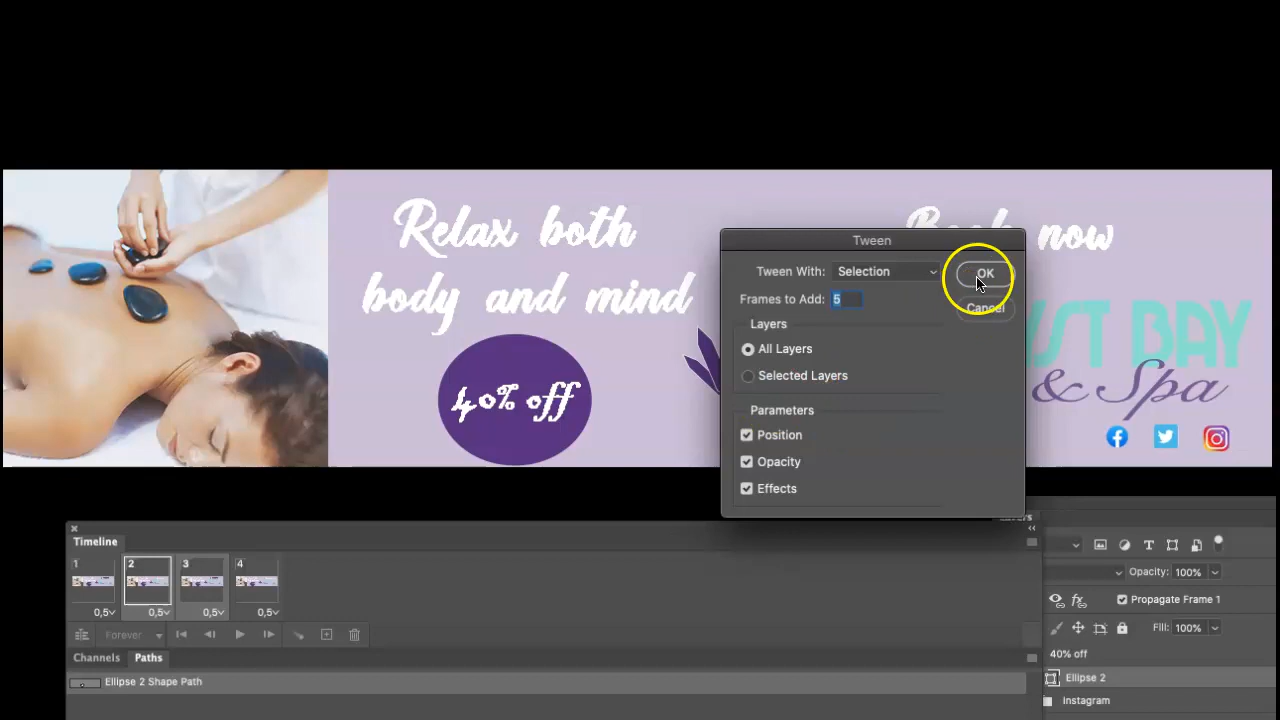 Relax both
body and mind
40% off
now
ST BAY
& Spa
Tween
Tween With: Selection
OK
Frames to Add: 5
Cancel
Layers
All Layers
Selected Layers
Parameters
Position
Opacity
Effects
Timeline
1
2
3
4
0,5
0,5
0,5
0,5
Forever
Channels
Paths
Ellipse 2 Shape Path
Opacity: 100%
Propagate Frame 1
Fill: 100%
40% off
Ellipse 2
Instagram